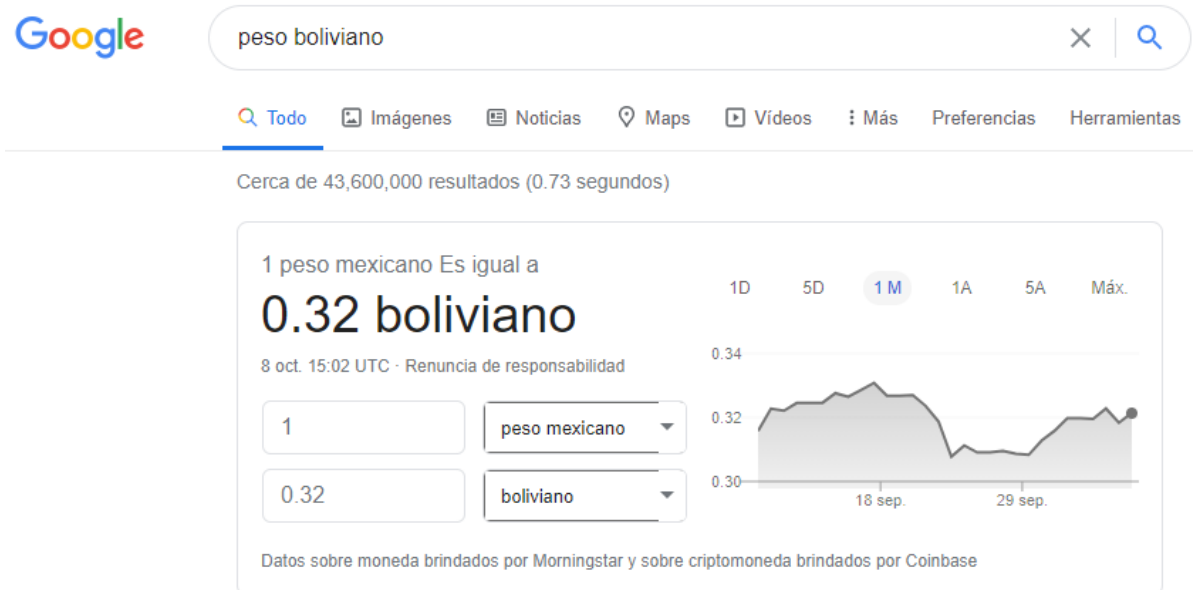 Google
peso boliviano
Todo Imágenes Noticias Maps Vídeos Más Preferencias Herramientas
Cerca de 43,600,000 resultados (0.73 segundos)
1 peso mexicano Es igual a
0.32 boliviano
8 oct. 15:02 UTC · Renuncia de responsabilidad
1 peso mexicano
0.32 boliviano
1D 5D 1 M 1A 5A Máx.
0.34
0.32
0.30
18 sep. 29 sep.
Datos sobre moneda brindados por Morningstar y sobre criptomoneda brindados por Coinbase